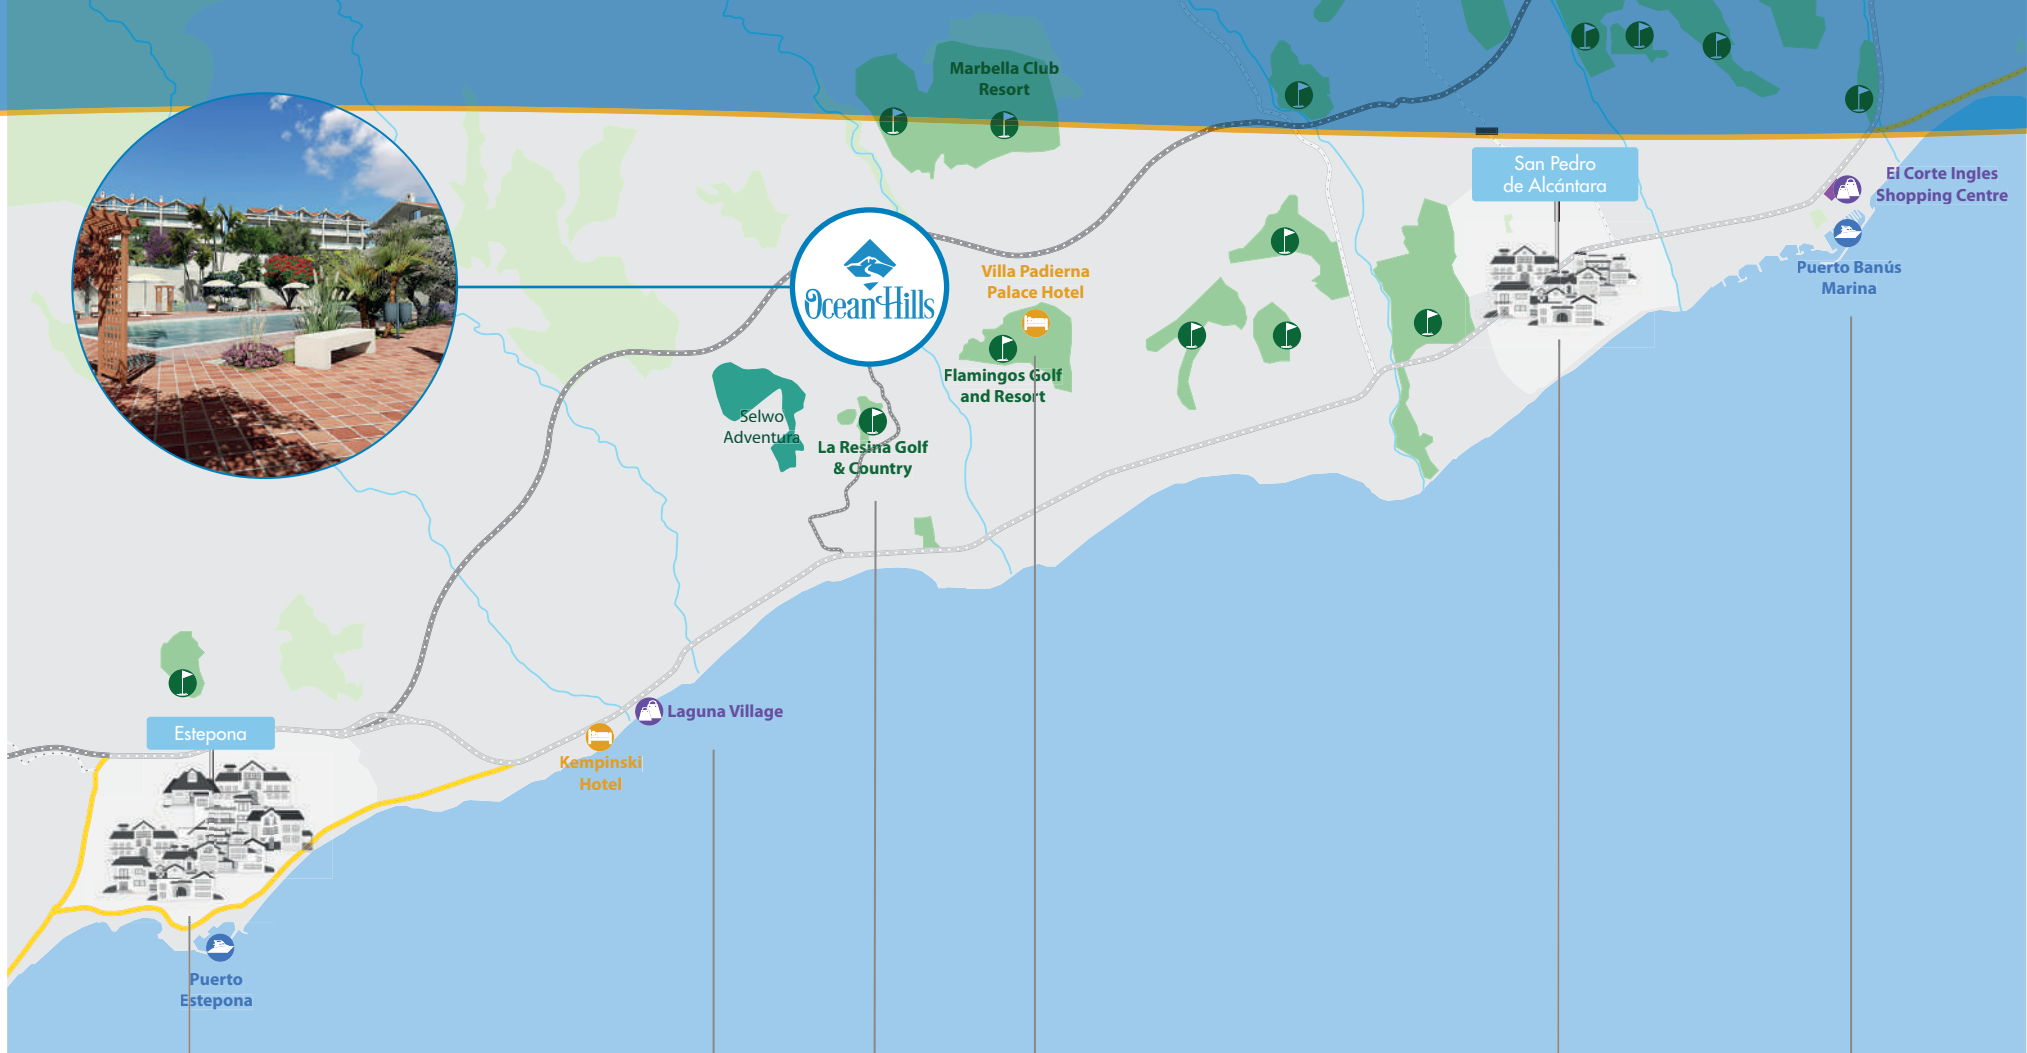 Marbella Club
Resort
San Pedro
de Alcántara
El Corte Ingles
Shopping Centre
Puerto Banús
Marina
Villa Padierna
Palace Hotel
OceanHills
Flamingos Golf
and Resort
Selwo
Adventura
La Resina Golf
& Country
Laguna Village
Estepona
Kempinski
Hotel
Puerto
Estepona